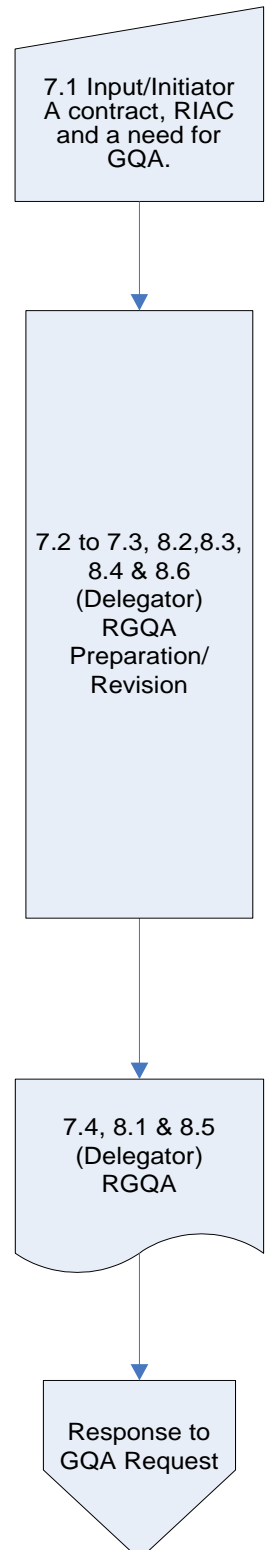 7.1 Input/Initiator
A contract, RIAC
and a need for
GQA.
7.2 to 7.3, 8.2,8.3,
8.4 & 8.6
(Delegator)
RGQA
Preparation/
Revision
7.4, 8.1 & 8.5
(Delegator)
RGQA
Response to
GQA Request